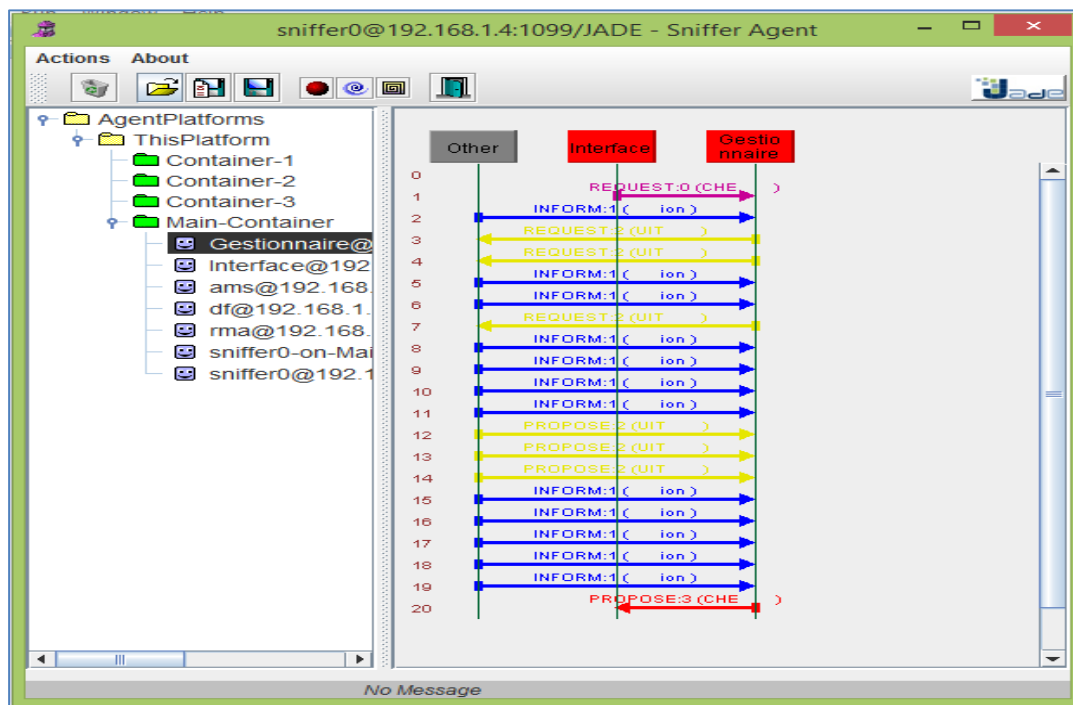 sniffer0@192.168.1.4:1099/JADE - Sniffer Agent
Actions About
Jade
AgentPlatforms
ThisPlatform
Container-1
Container-2
Container-3
Main-Container
Gestionnaire@
Interface@192
ams@192.168.
df@192.168.1.
rma@192.168.
sniffer0-on-Mai
sniffer0@192.1
Other
Interface
Gestio
nnaire
0
REQUEST:0 (CHE )
1
INFORM:1 ( ion )
2
REQUEST:2 (UIT )
3
REQUEST:2 (UIT )
4
INFORM:1 ( ion )
5
INFORM:1 ( ion )
6
REQUEST:2 (UIT )
7
INFORM:1 ( ion )
8
INFORM:1 ( ion )
9
INFORM:1 ( ion )
10
INFORM:1 ( ion )
11
PROPOSE:2 (UIT )
12
PROPOSE:2 (UIT )
13
PROPOSE:2 (UIT )
14
INFORM:1 ( ion )
15
INFORM:1 ( ion )
16
INFORM:1 ( ion )
17
INFORM:1 ( ion )
18
INFORM:1 ( ion )
19
PROPOSE:3 (CHE )
20
No Message